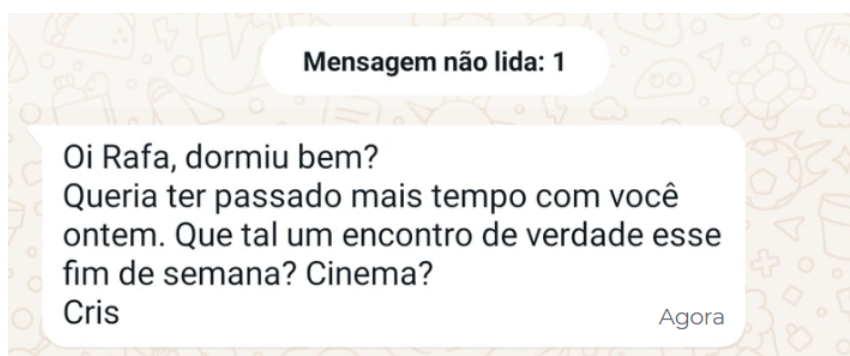 Mensagem não lida: 1
Oi Rafa, dormiu bem?
Queria ter passado mais tempo com você
ontem. Que tal um encontro de verdade esse
fim de semana? Cinema?
Cris
Agora